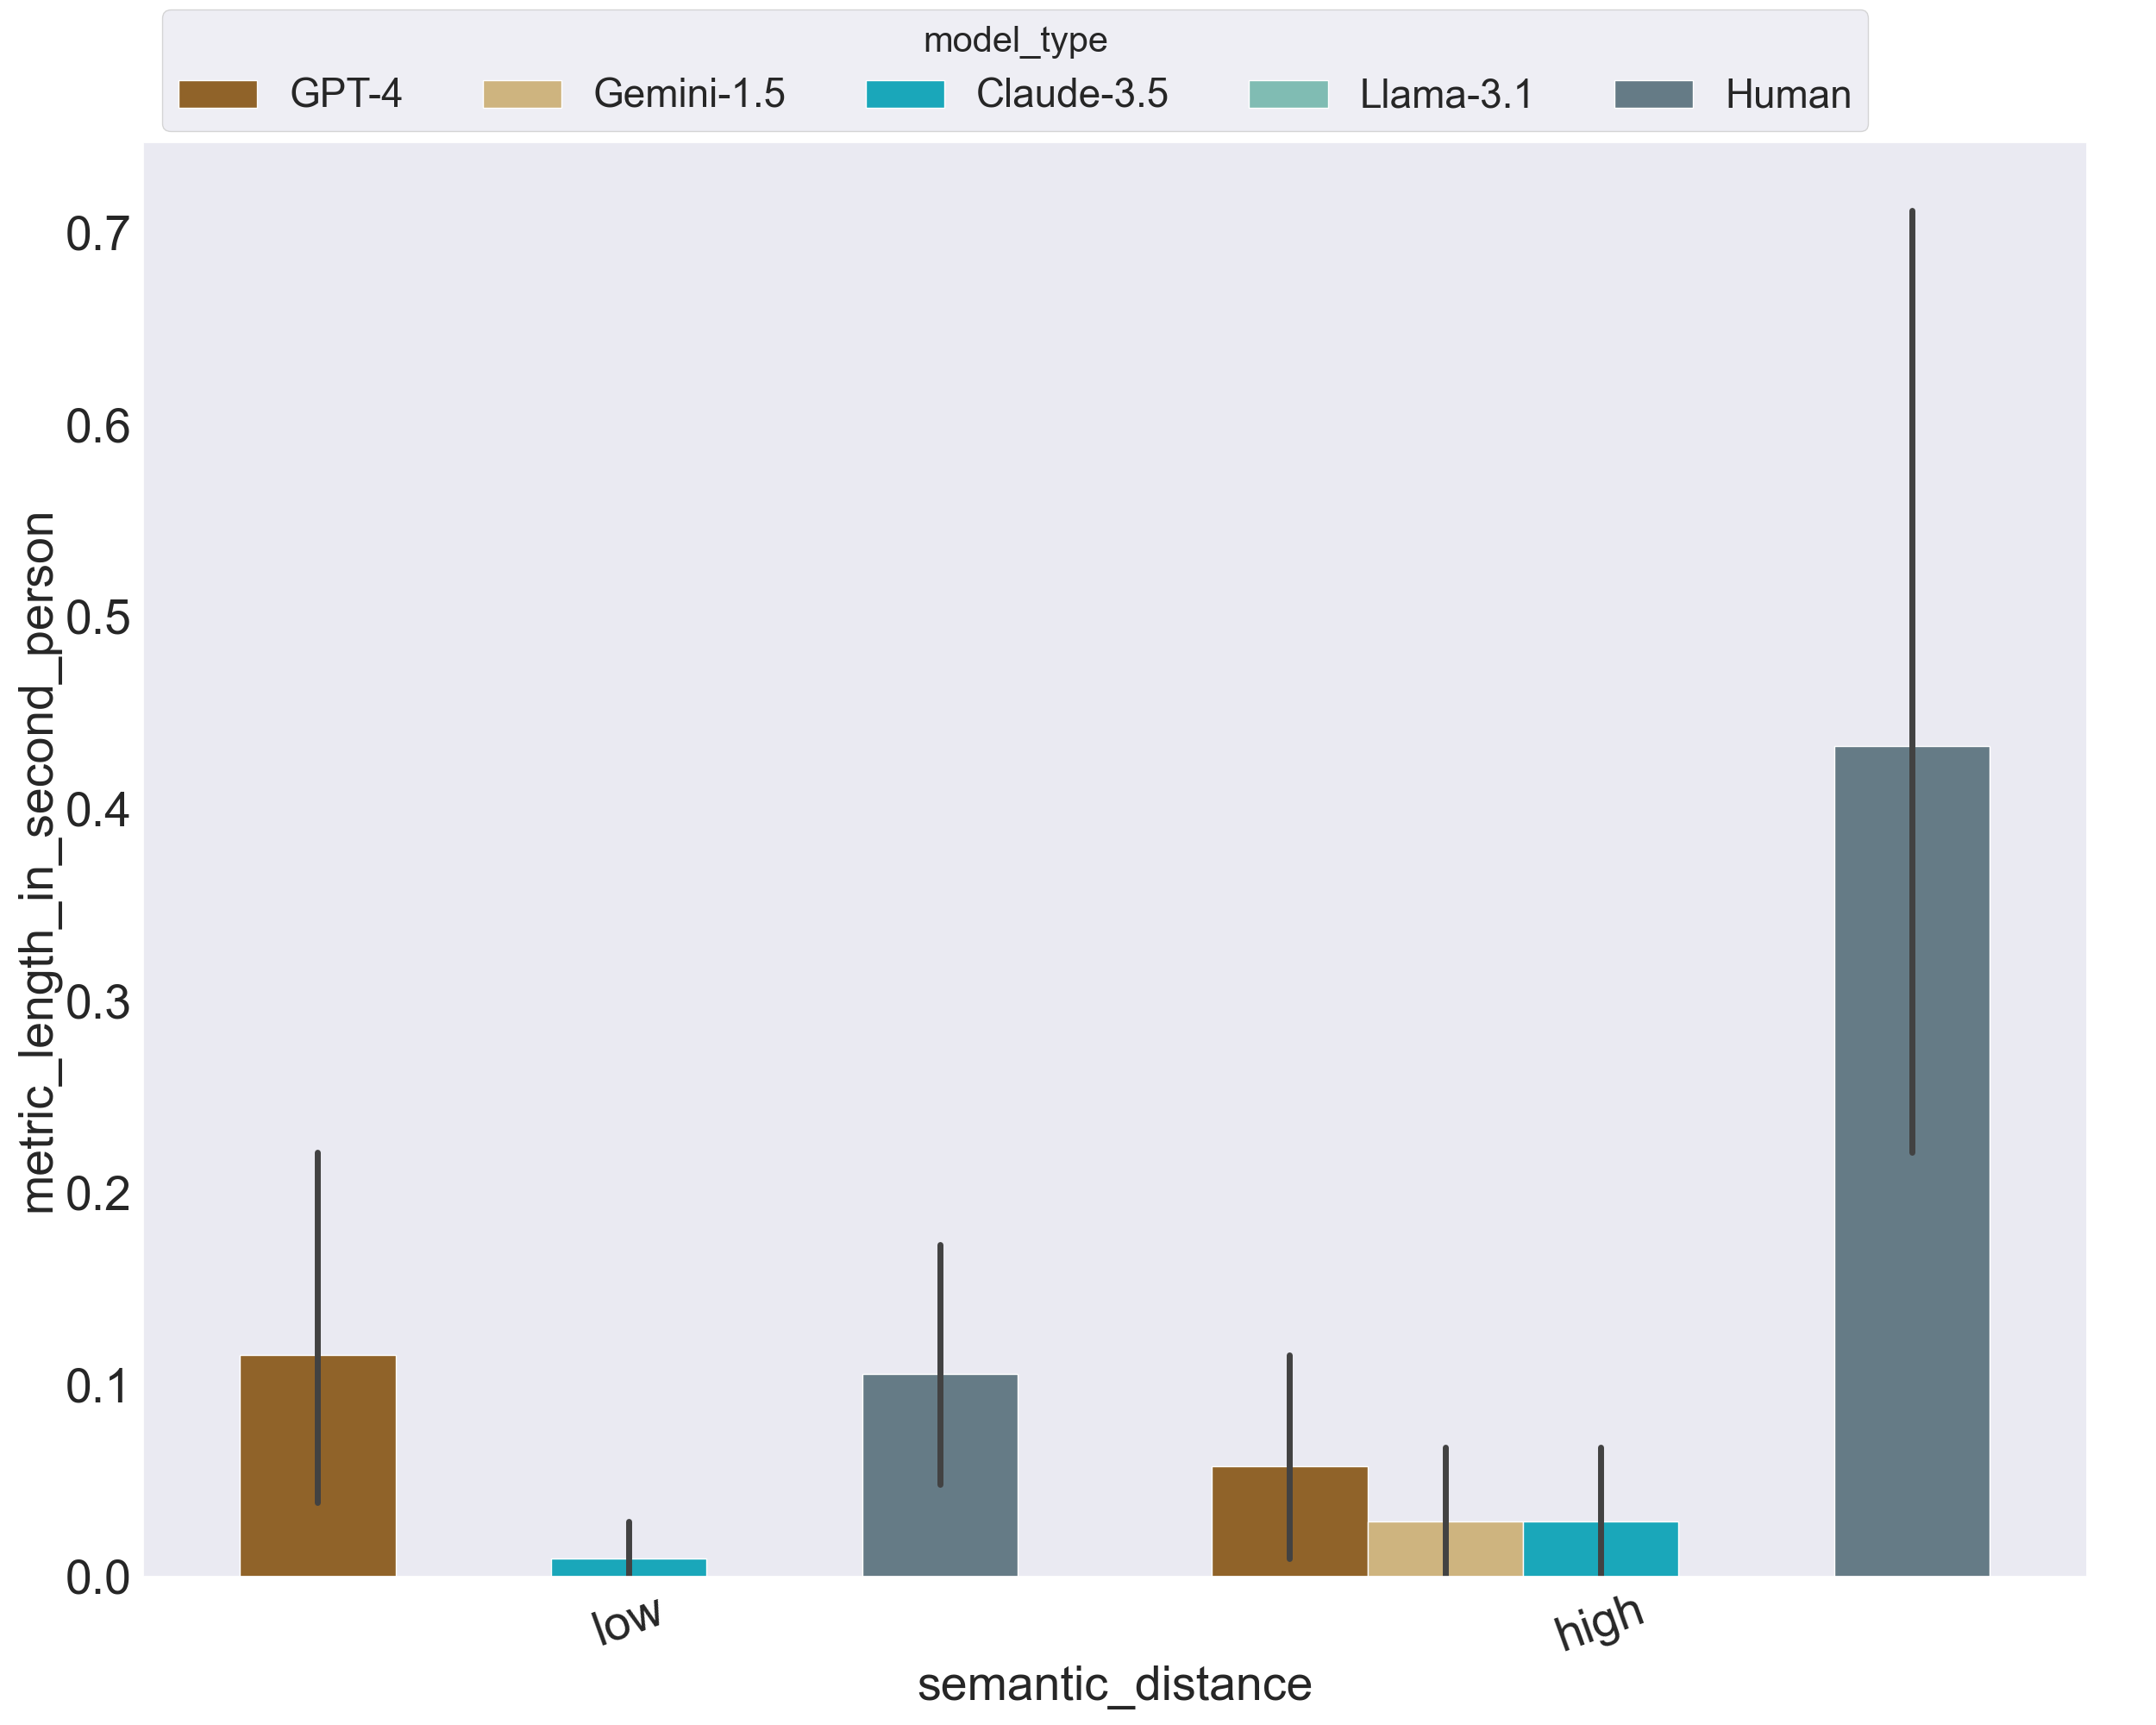 model_type
GPT-4 Gemini-1.5 Claude-3.5 Llama-3.1 Human
metric_length_in_second_person
0.7
0.6
0.5
0.4
0.3
0.2
0.1
0.0
low high
semantic_distance